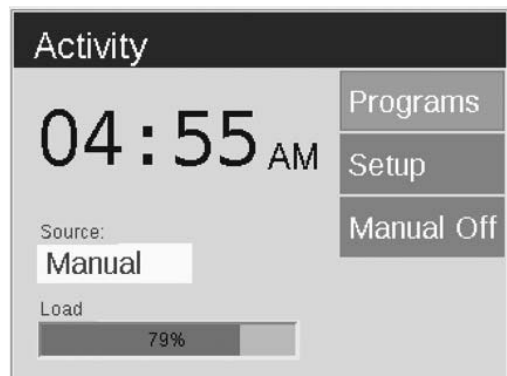 Activity
04:55 AM
Programs
Setup
Manual Off
Source:
Manual
Load
79%